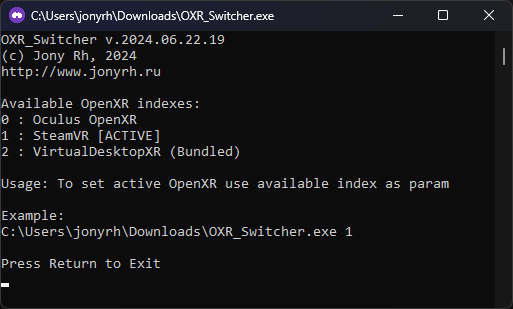 C:\Users\jonyrh\Downloads\OXR_Switcher.exe
OXR_Switcher v.2024.06.22.19
(c) Jony Rh, 2024
http://www.jonyrh.ru
Available OpenXR indexes:
0 : Oculus OpenXR
1 : SteamVR [ACTIVE]
2 : VirtualDesktopXR (Bundled)
Usage: To set active OpenXR use available index as param
Example:
C:\Users\jonyrh\Downloads\OXR_Switcher.exe 1
Press Return to Exit